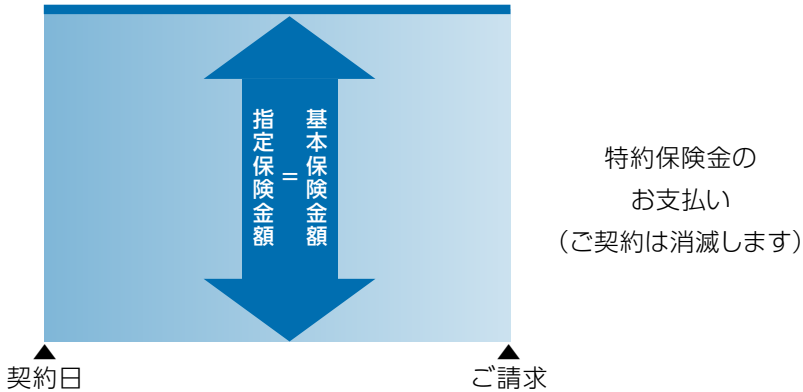 基本保険金額
＝
指定保険金額
特約保険金の
お支払い
（ご契約は消滅します）
契約日
ご請求